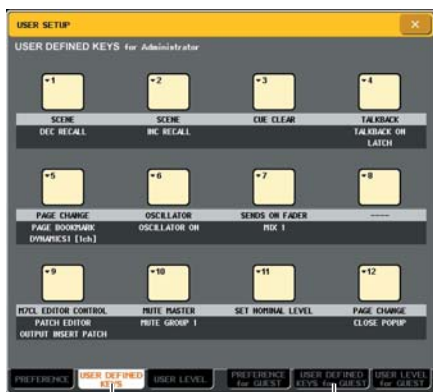 USER SETUP
USER DEFINED KEYS for Administrator
1 2 3 4
SCENE SCENE CUE CLEAR TALKBACK
DEC RECALL INC RECALL TALKBACK ON
LATCH
5 6 7 8
PAGE CHANGE OSCILLATOR SENDS ON FADER ----
PAGE BOOKMARK OSCILLATOR ON MIX 1
DYNAMICS1 [1ch]
9 10 11 12
M7CL EDITOR CONTROL MUTE MASTER SET NOMINAL LEVEL PAGE CHANGE
PATCH EDITOR MUTE GROUP 1 CLOSE POPUP
OUTPUT INSERT PATCH
PREFERENCE USER DEFINED USER LEVEL PREFERENCE USER DEFINED USER LEVEL
KEYS for GUEST KEYS for GUEST for GUEST